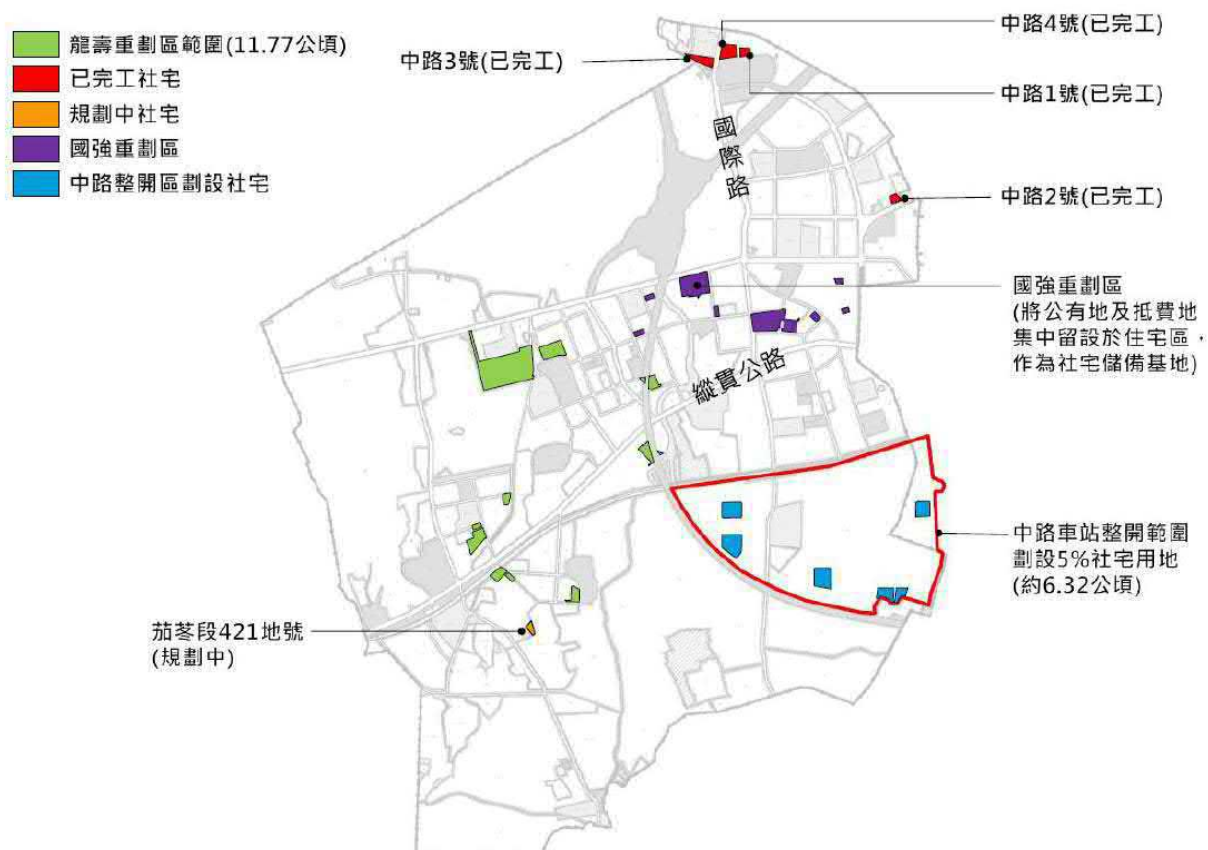 龍壽重劃區範圍(11.77公頃)
已完工社宅
規劃中社宅
國強重劃區
中路整開區劃設社宅
中路3號(已完工)
中路4號(已完工)
中路1號(已完工)
國際路
中路2號(已完工)
國強重劃區
(將公有地及抵費地
集中留設於住宅區，
作為社宅儲備基地)
縱貫公路
中路車站整開範圍
劃設5%社宅用地
(約6.32公頃)
茄苳段421地號
(規劃中)